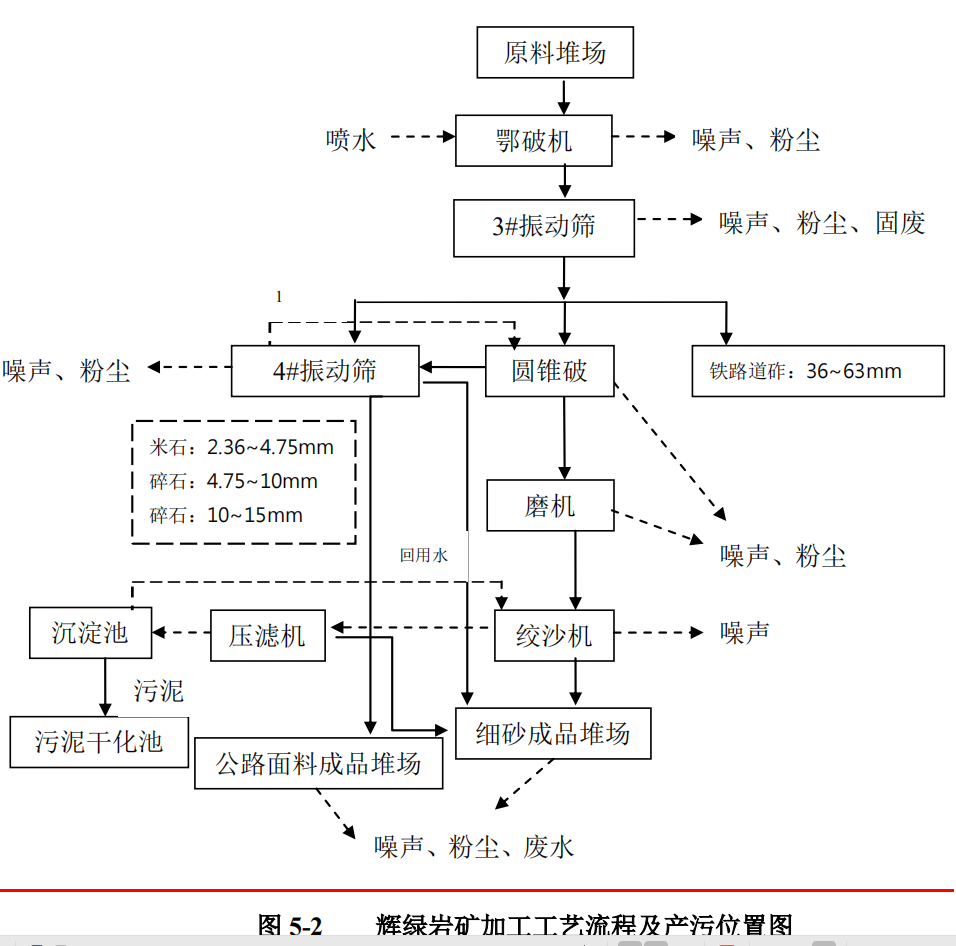 原料堆场
喷水
鄂破机
噪声、粉尘
3#振动筛
噪声、粉尘、固废
1
噪声、粉尘
4#振动筛
圆锥破
铁路道砟：36~63mm
米石：2.36~4.75mm
碎石：4.75~10mm
碎石：10~15mm
磨机
回用水
噪声、粉尘
沉淀池
压滤机
绞沙机
噪声
污泥
污泥干化池
公路面料成品堆场
细砂成品堆场
噪声、粉尘、废水
图 5-2 辉绿岩矿加工工艺流程及产污位置图